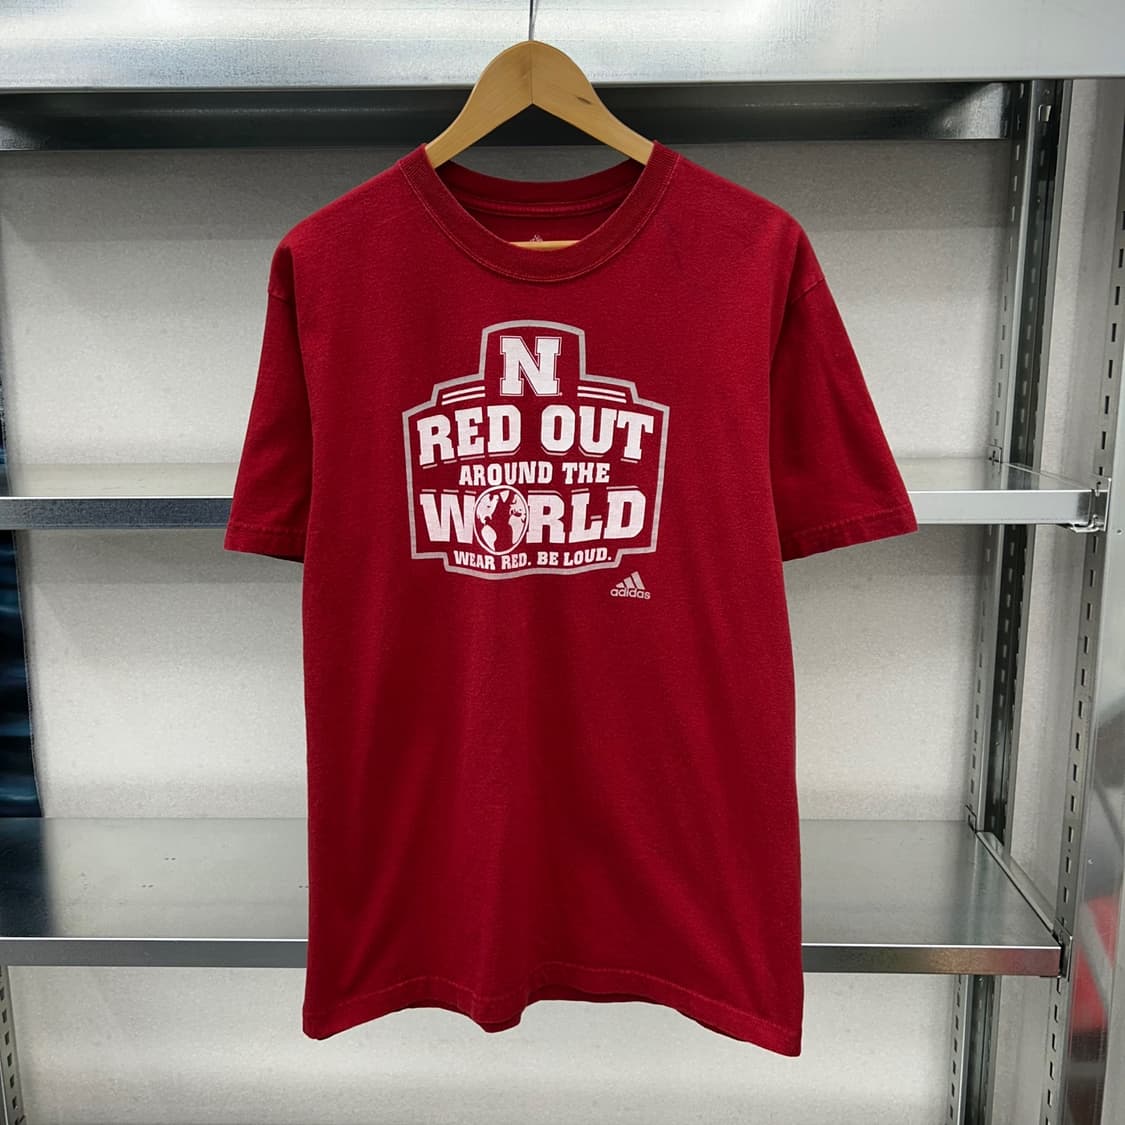 N
RED OUT
AROUND THE
WORLD
WEAR RED. BE LOUD.
adidas